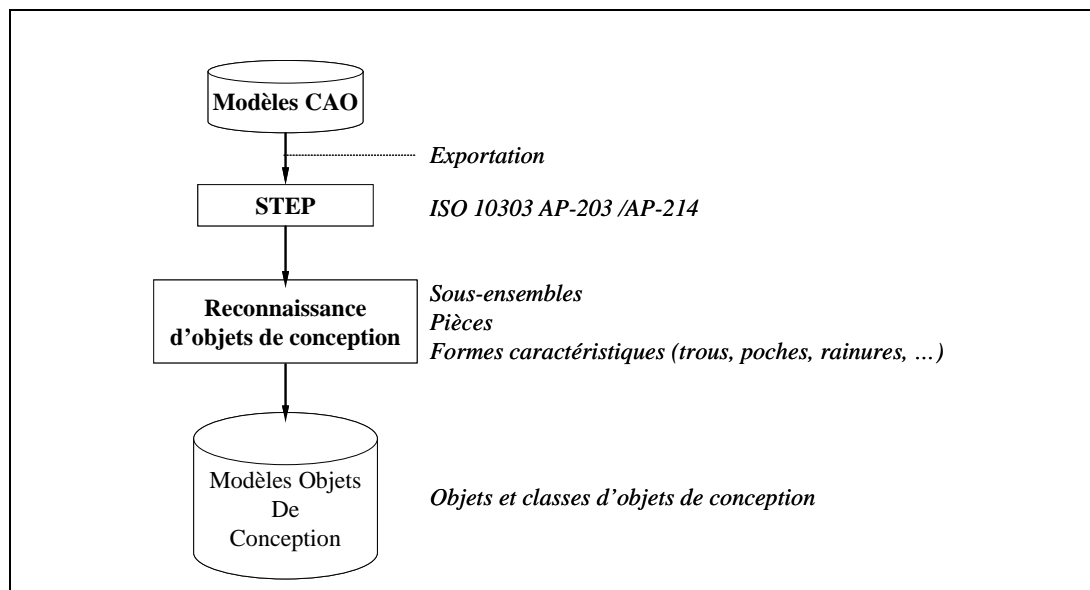 Modèles CAO
Exportation
STEP
ISO 10303 AP-203 /AP-214
Reconnaissance
d’objets de conception
Sous-ensembles
Pièces
Formes caractéristiques (trous, poches, rainures, …)
Modèles Objets
De
Conception
Objets et classes d’objets de conception